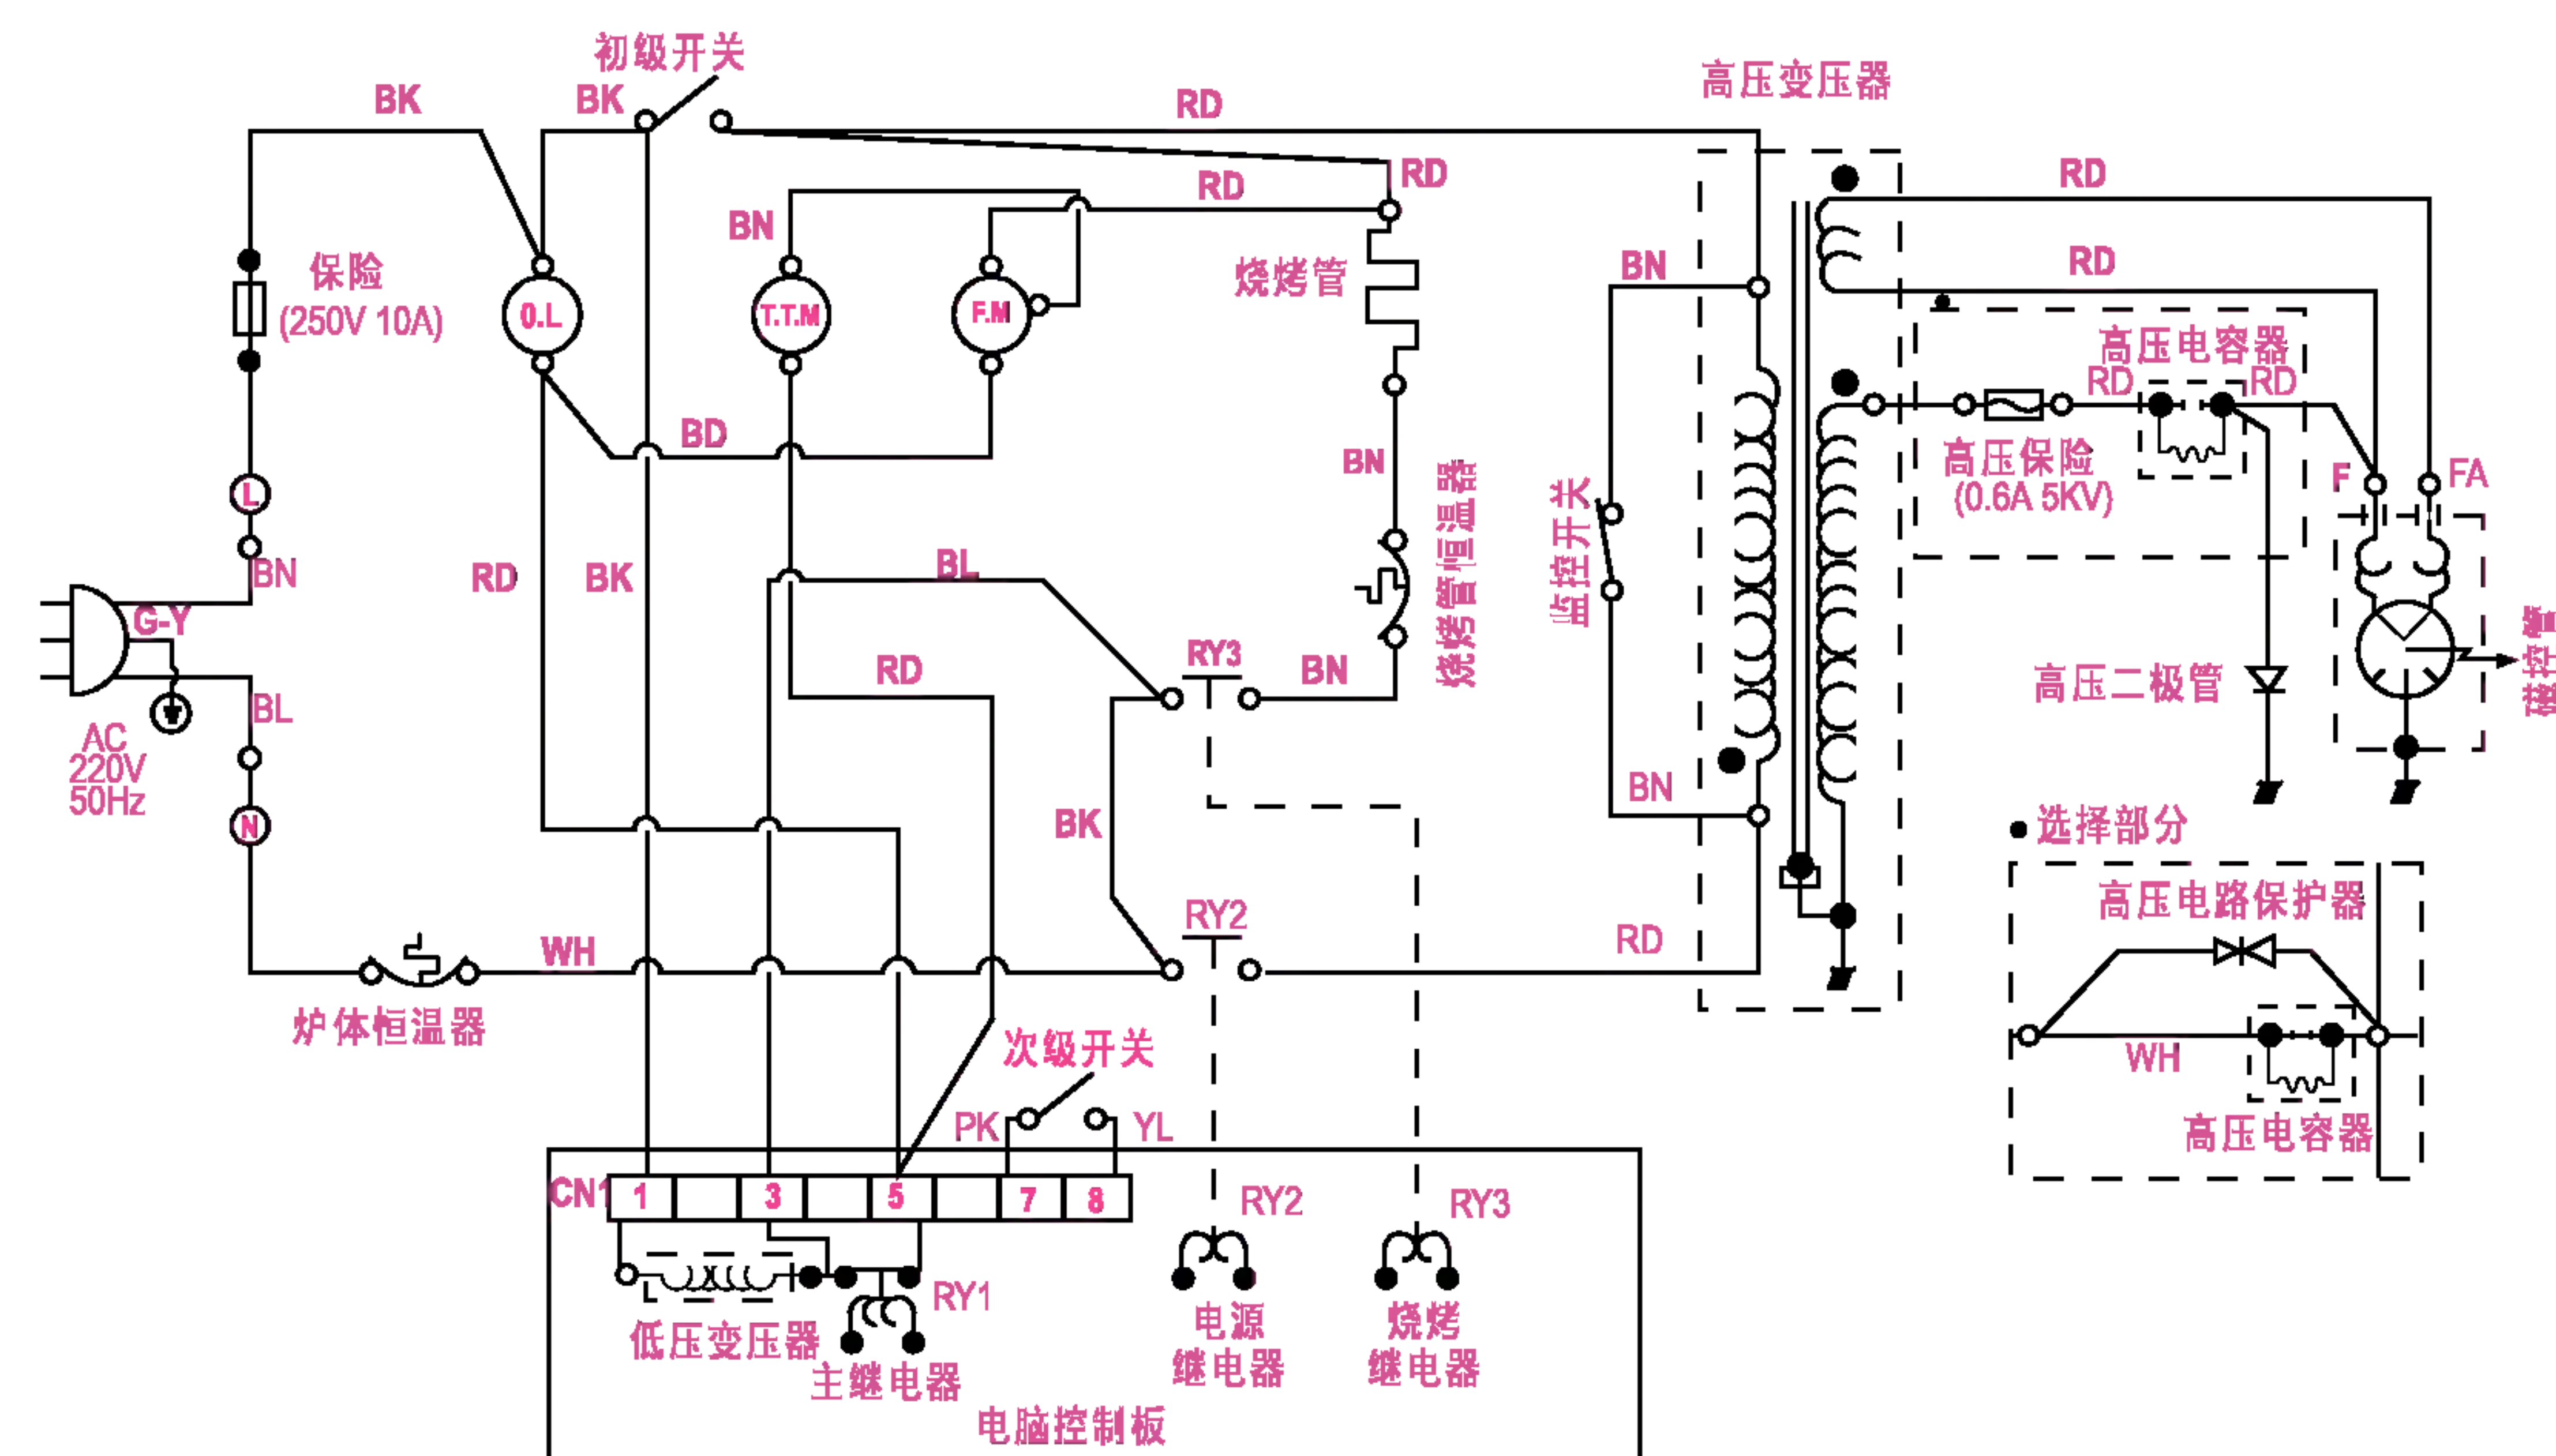 初级开关
高压变压器
BK
BK
RD
RD
RD
RD
BN
RD
保险
(250V 10A)
0.L
T.T.M
F.M
烧烤管
BN
高压电容器
RD
RD
高压保险
(0.6A 5KV)
F
FA
BD
BN
烧烤管恒温器
监控开关
L
BN
G-Y
RD
BK
BL
RY3
BN
RD
高压二极管
磁控管
BL
AC
220V
50Hz
N
BN
BK
选择部分
高压电路保护器
WH
高压电容器
WH
RY2
RD
炉体恒温器
次级开关
PK
YL
CN1
1
3
5
7
8
RY2
RY3
RY1
低压变压器
主继电器
电源
继电器
烧烤
继电器
电脑控制板